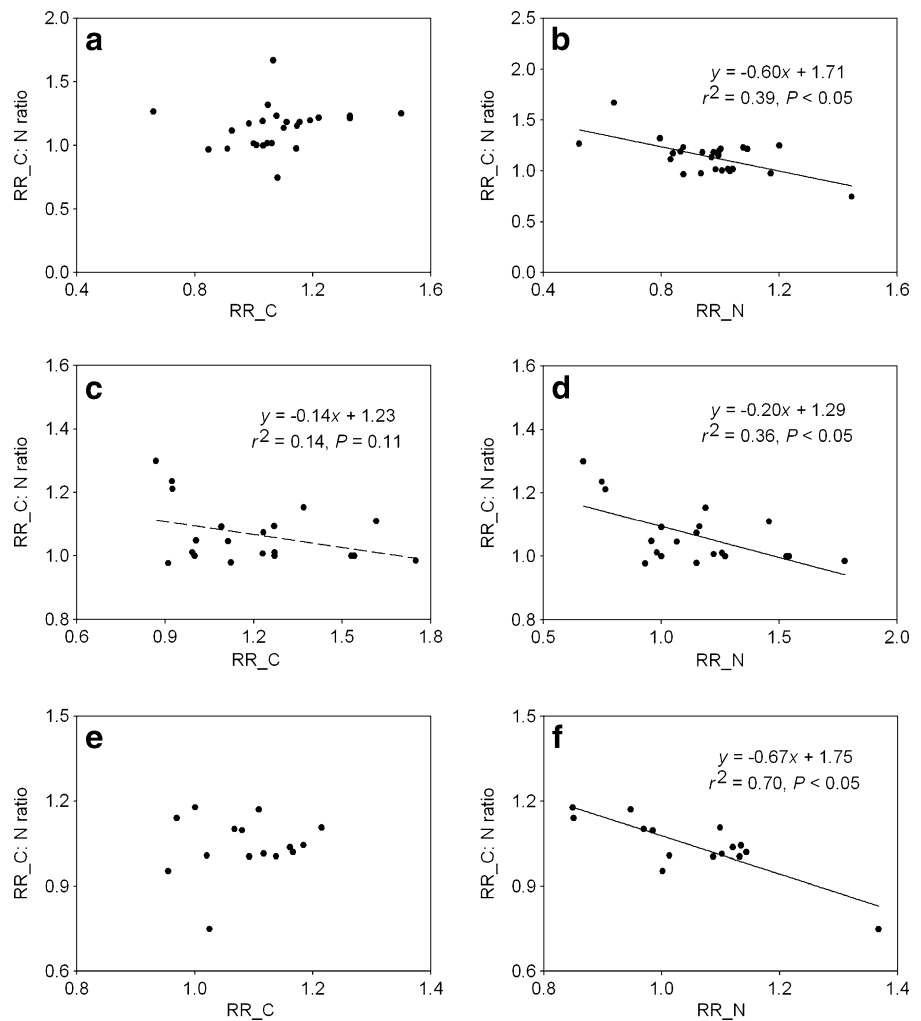 a
2.0
1.5
1.0
0.5
0.0
RR_C: N ratio
0.4 0.8 1.2 1.6
RR_C
b
y = -0.60x + 1.71
r2 = 0.39, P < 0.05
2.5
2.0
1.5
1.0
0.5
0.0
RR_C: N ratio
0.4 0.8 1.2 1.6
RR_N
c
y = -0.14x + 1.23
r2 = 0.14, P = 0.11
1.6
1.4
1.2
1.0
0.8
RR_C: N ratio
0.6 0.9 1.2 1.5 1.8
RR_C
d
y = -0.20x + 1.29
r2 = 0.36, P < 0.05
1.6
1.4
1.2
1.0
0.8
RR_C: N ratio
0.5 1.0 1.5 2.0
RR_N
e
1.5
1.2
0.9
0.6
RR_C: N ratio
0.8 1.0 1.2 1.4
RR_C
f
y = -0.67x + 1.75
r2 = 0.70, P < 0.05
1.5
1.2
0.9
0.6
RR_C: N ratio
0.8 1.0 1.2 1.4
RR_N